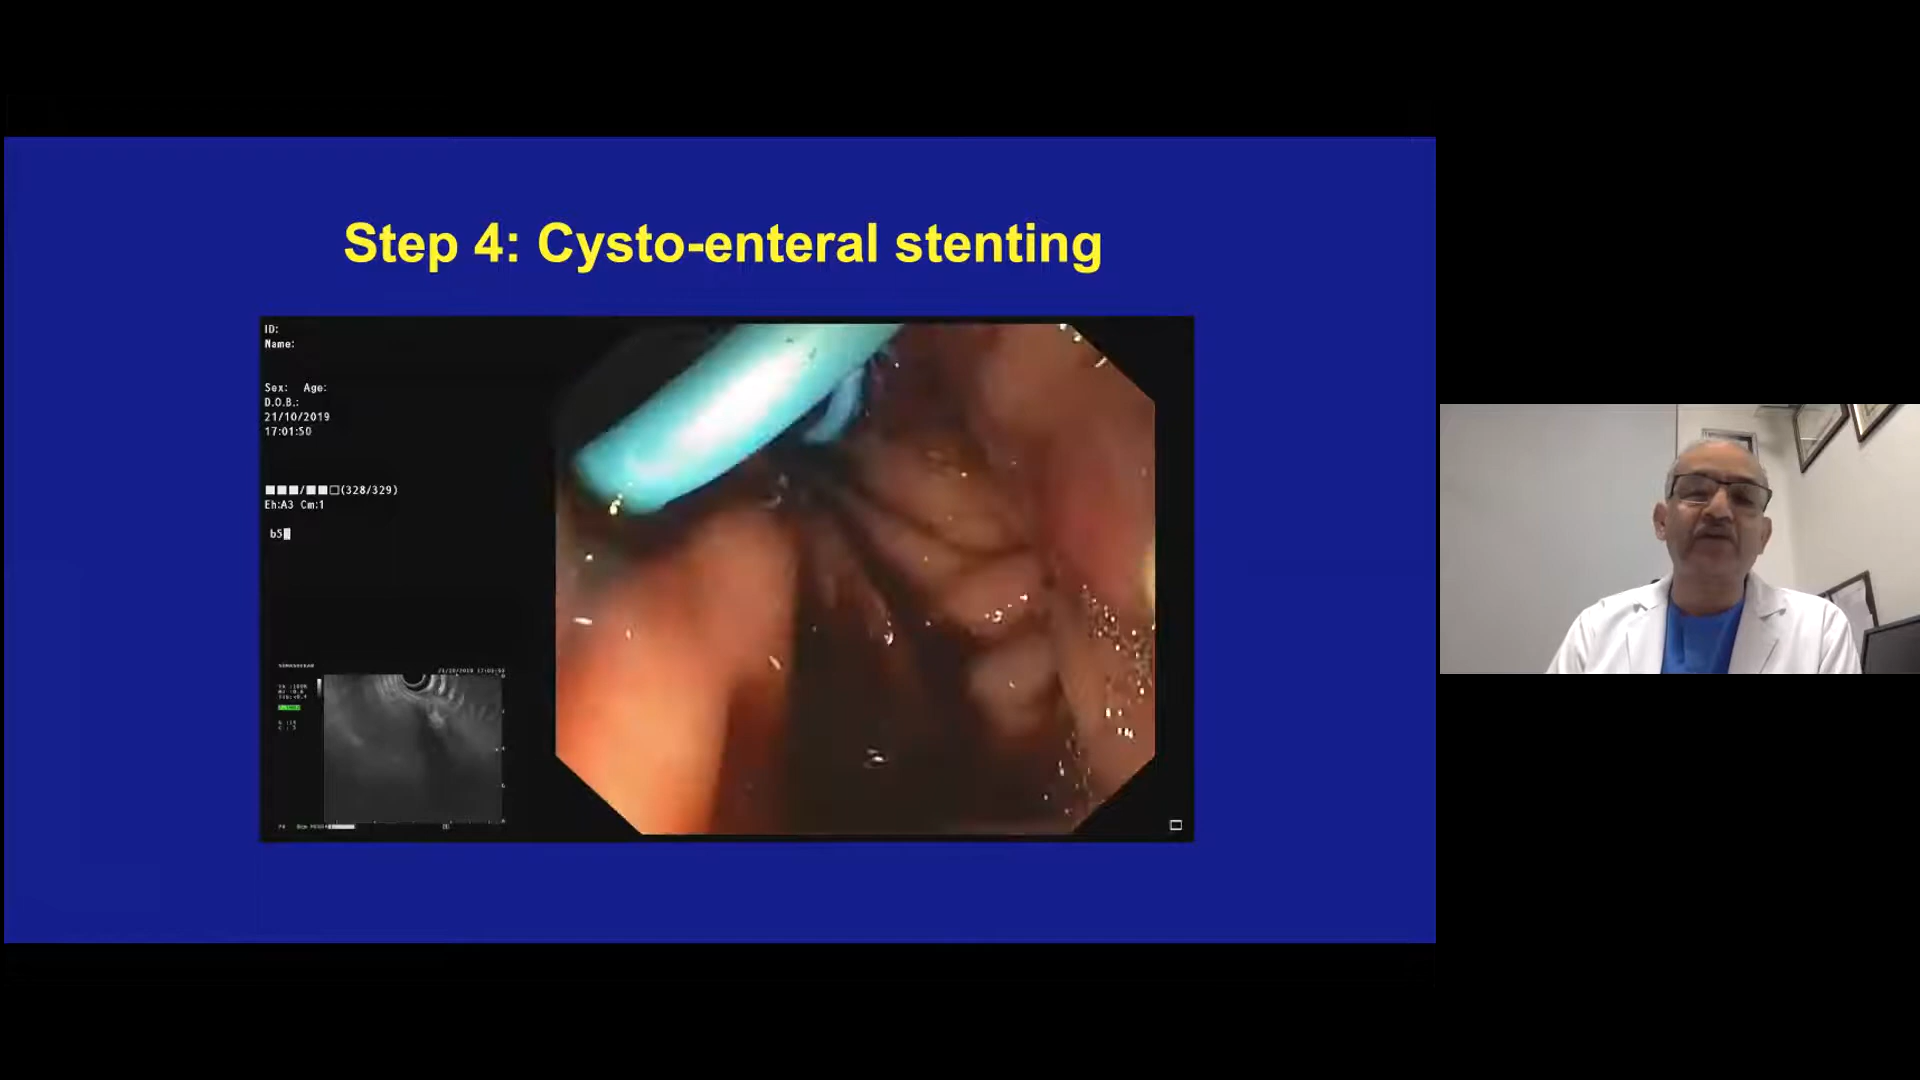 Step 4: Cysto-enteral stenting
ID:
Name:
Sex: Age:
D.O.B.:
21/10/2019
17:01:50
■■■/■■□(328/329)
Eh:A3 Cm:1
b5